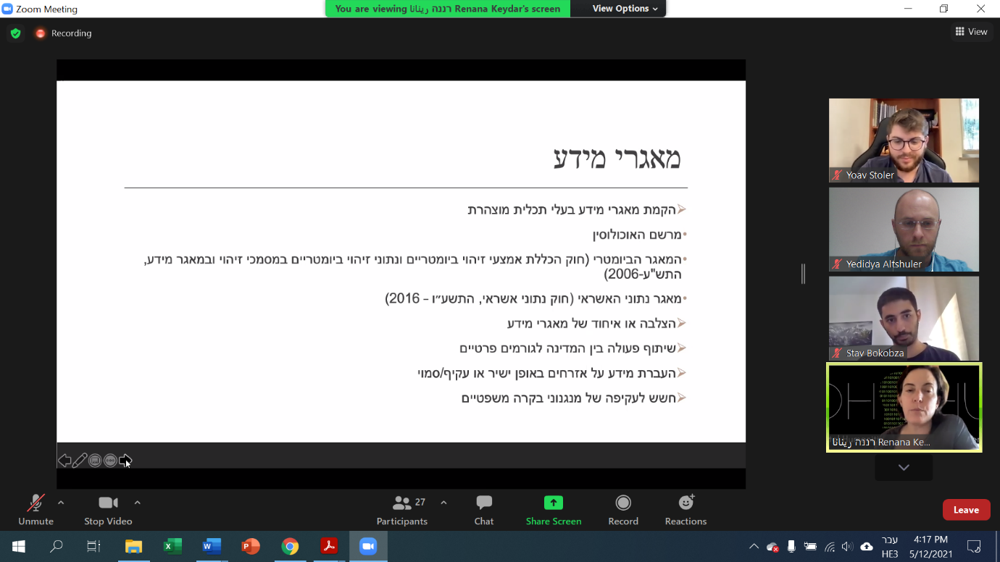 Zoom Meeting
You are viewing רננה רינאנا Renana Keydar's screen
View Options
Recording
View
מאגרי מידע
הקמת מאגרי מידע בעלי תכלית מוצהרת
מרשם האוכלוסין
המאגר הביומטרי (חוק הכללת אמצעי זיהוי ביומטריים ונתוני זיהוי ביומטריים במסמכי זיהוי ובמאגר מידע,
התש"ע-2006)
מאגר נתוני האשראי (חוק נתוני אשראי, התשע״ו – 2016)
הצלבה או איחוד של מאגרי מידע
שיתוף פעולה בין המדינה לגורמים פרטיים
העברת מידע על אזרחים באופן ישיר או עקיף/סמוי
חשש לעקיפה של מנגנוני בקרה משפטיים
Yoav Stoler
Yedidya Altshuler
Stav Bokobza
רננה Renana Ke...
Unmute
Stop Video
27
Participants
Chat
Share Screen
Record
Reactions
Leave
עבר
HE3
4:17 PM
5/12/2021